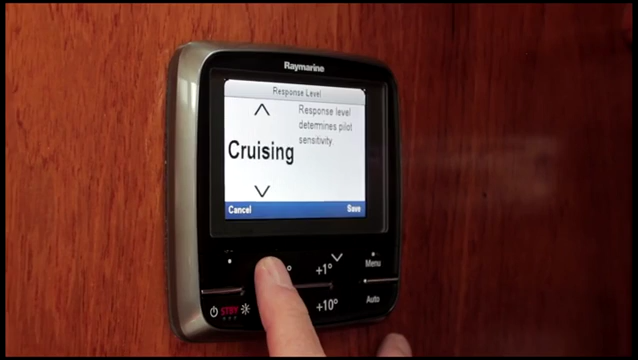 Raymarine
Response Level
Response level
determines pilot
sensitivity.
Cruising
Cancel Save
+1°
Menu
STBY +10° Auto